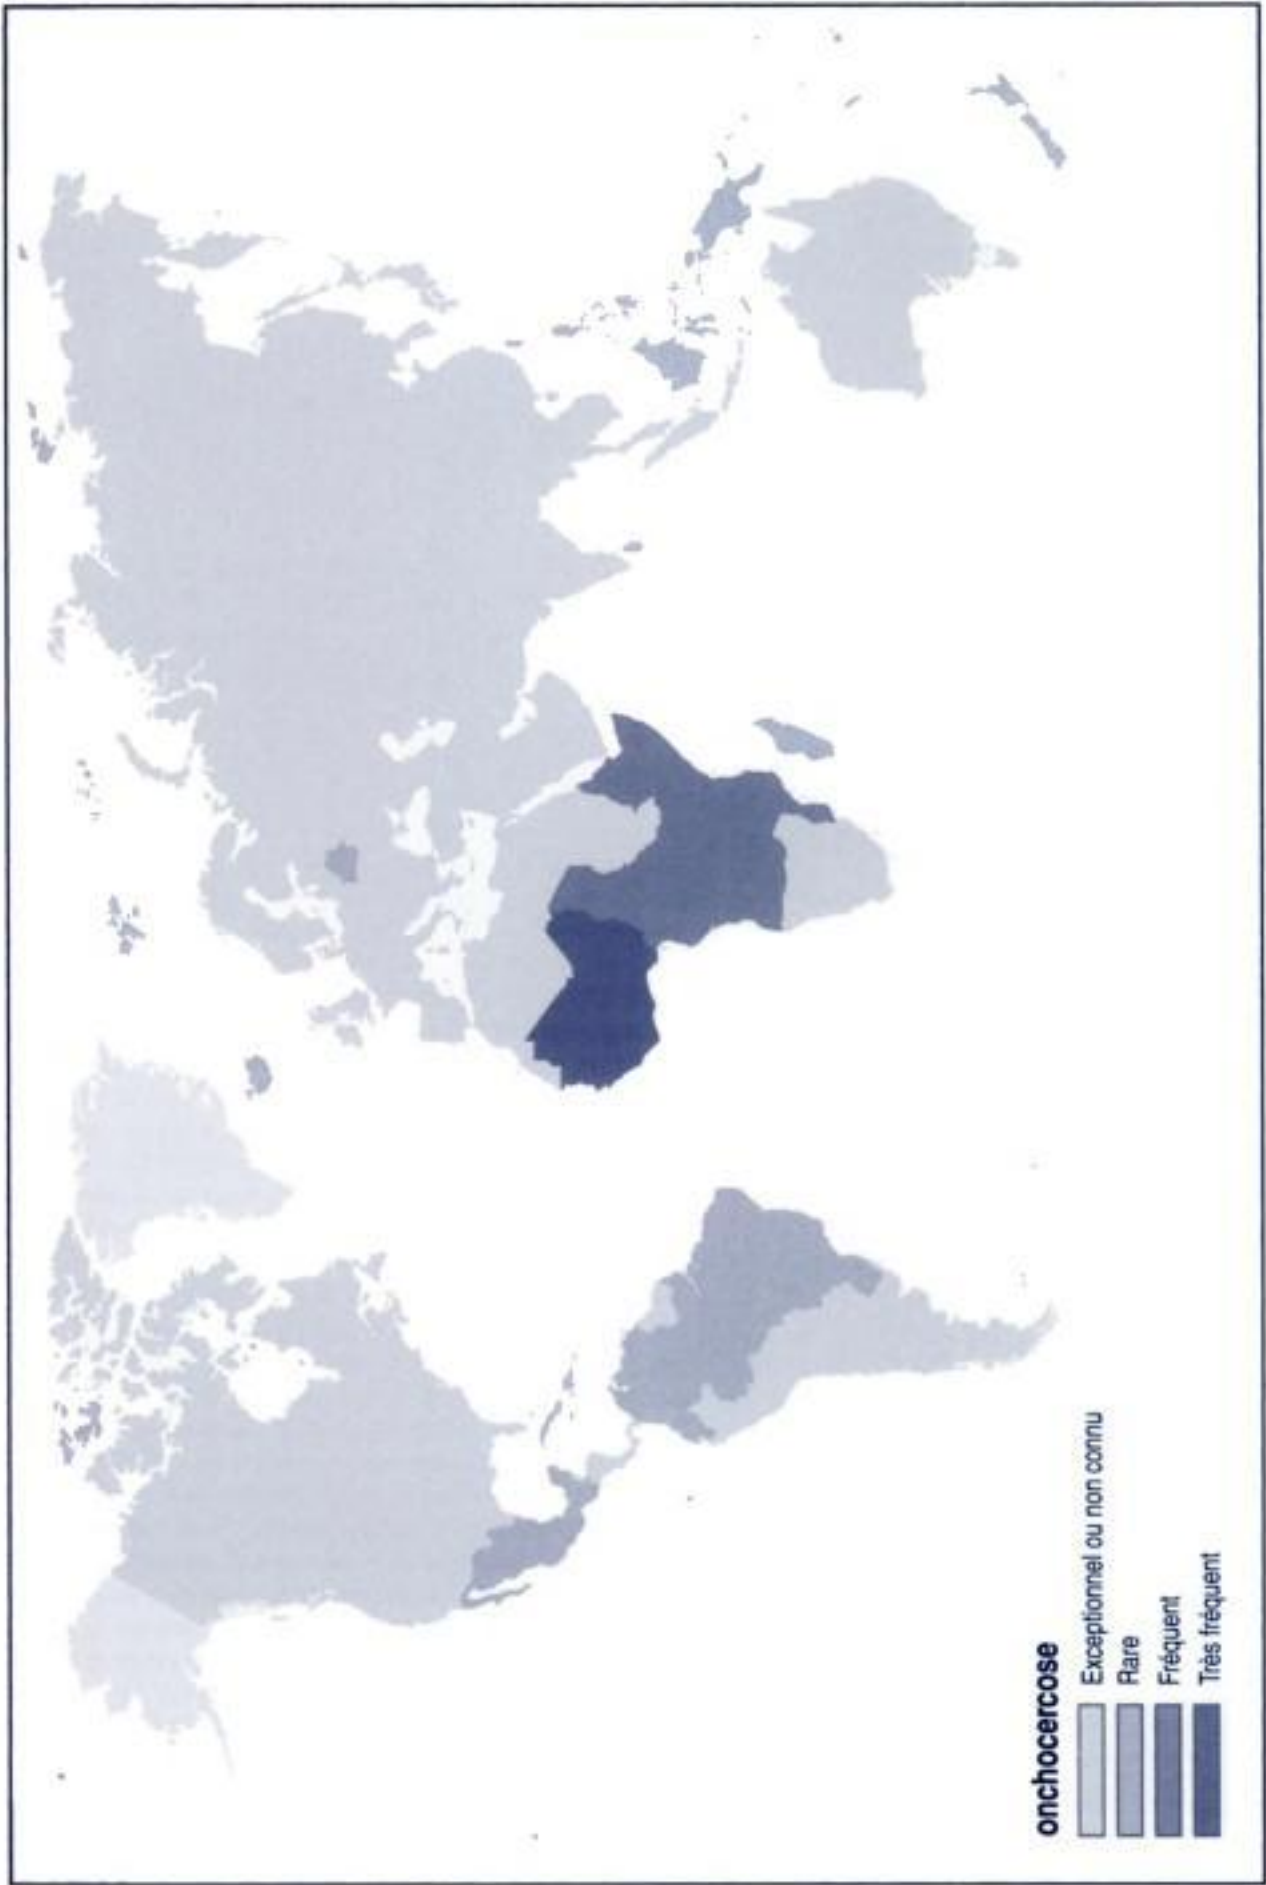 onchocercose
Exceptionnel ou non connu
Rare
Fréquent
Très fréquent